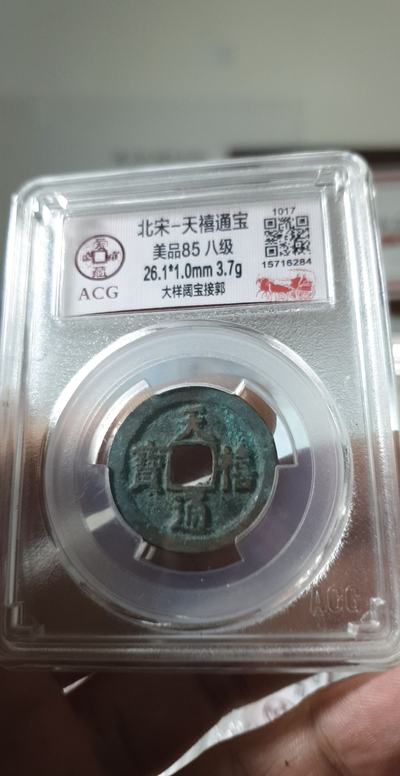 北宋-天禧通宝
美品85 八级
26.1*1.0mm 3.7g
大样阔宝接郭
ACG
1017
15716284
天禧通寳
ACG